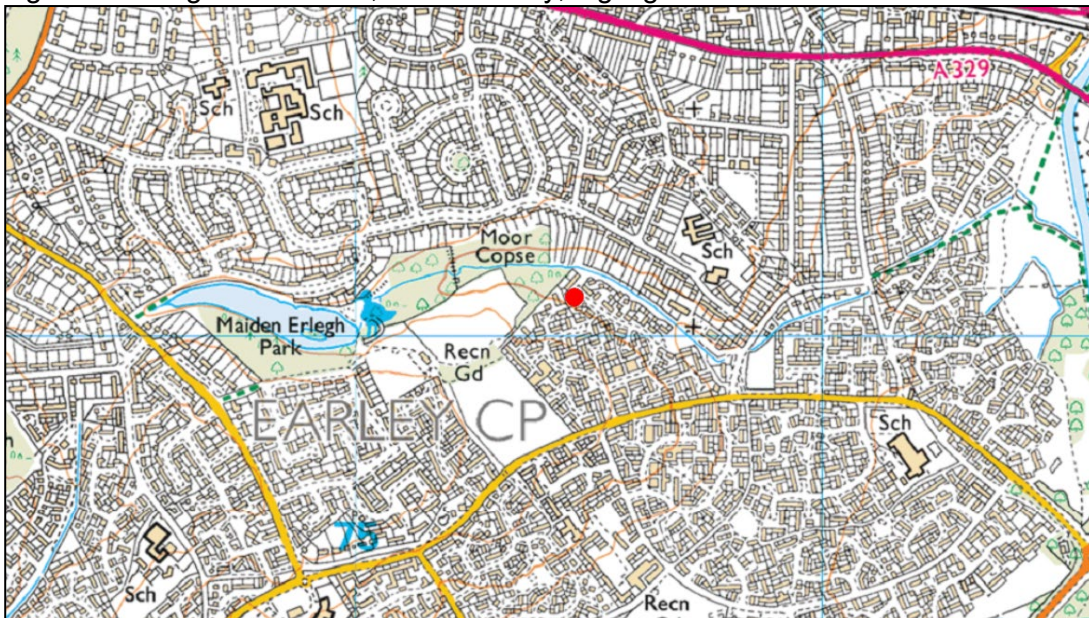 A329
Sch
Sch
Moor
Copse
Sch
Maiden Erlegh
Park
Recn
Gd
EARLEY CP
Sch
75
Sch
Recn